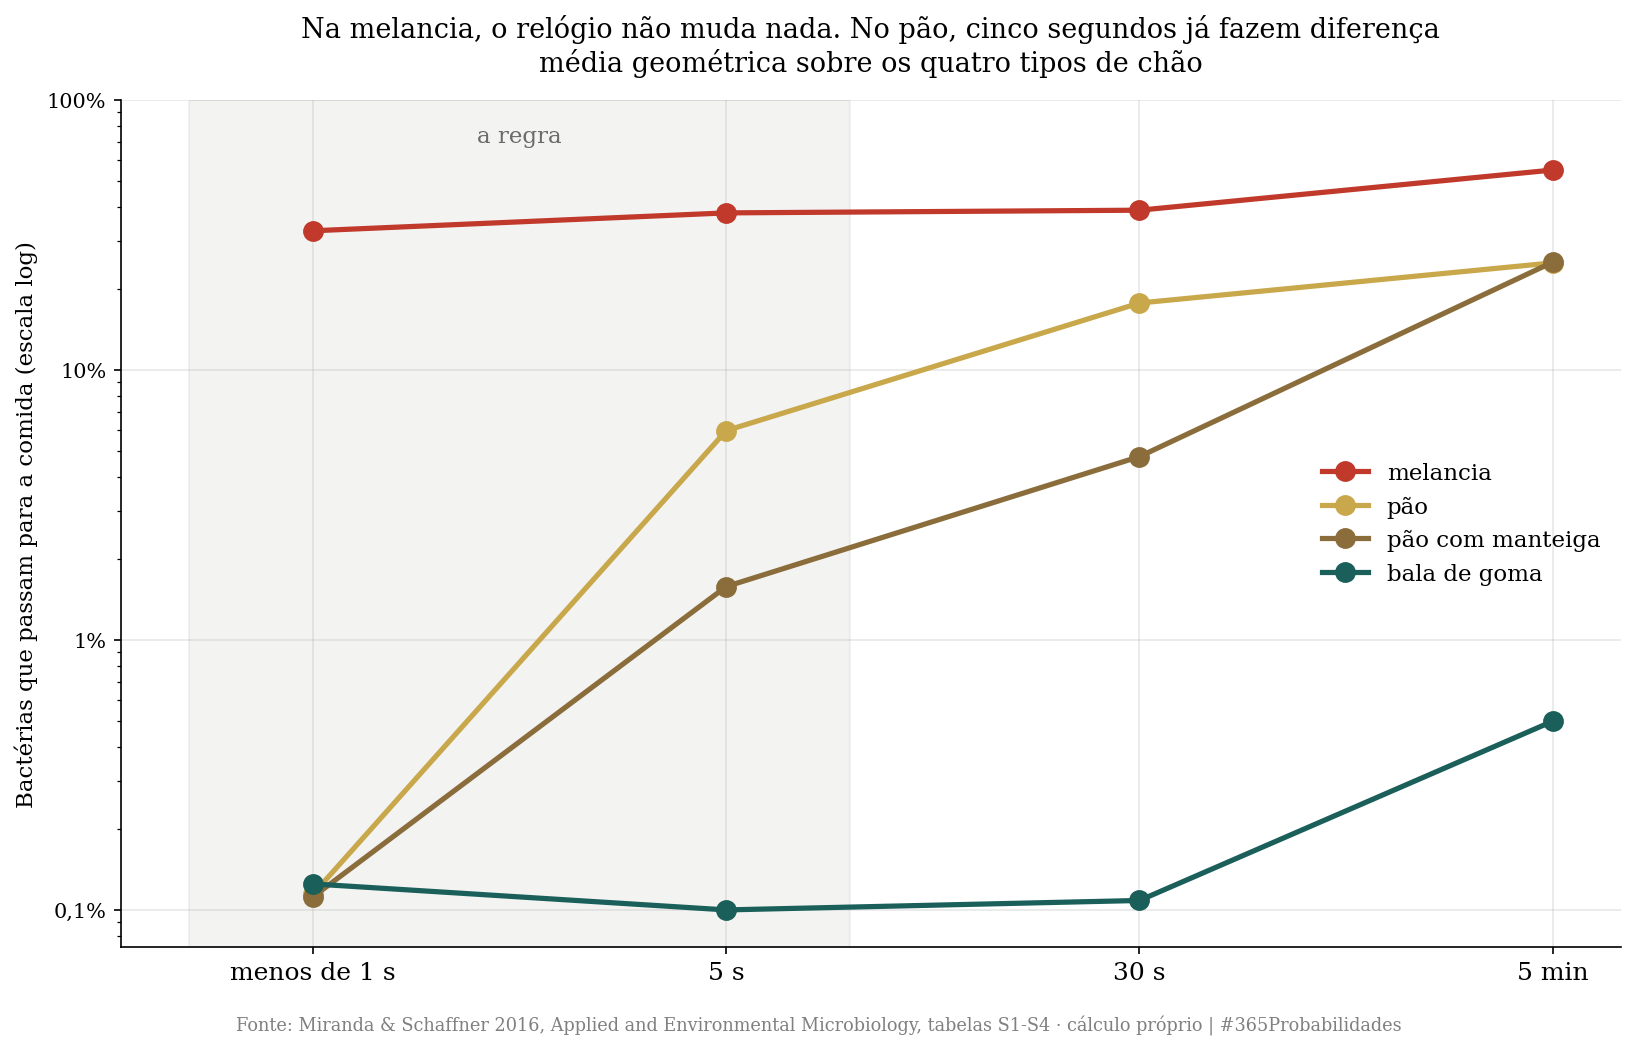 Na melancia, o relógio não muda nada. No pão, cinco segundos já fazem diferença
média geométrica sobre os quatro tipos de chão
Bactérias que passam para a comida (escala log)
100%
10%
1%
0,1%
a regra
melancia
pão
pão com manteiga
bala de goma
menos de 1 s
5 s
30 s
5 min
Fonte: Miranda & Schaffner 2016, Applied and Environmental Microbiology, tabelas S1-S4 · cálculo próprio | #365Probabilidades